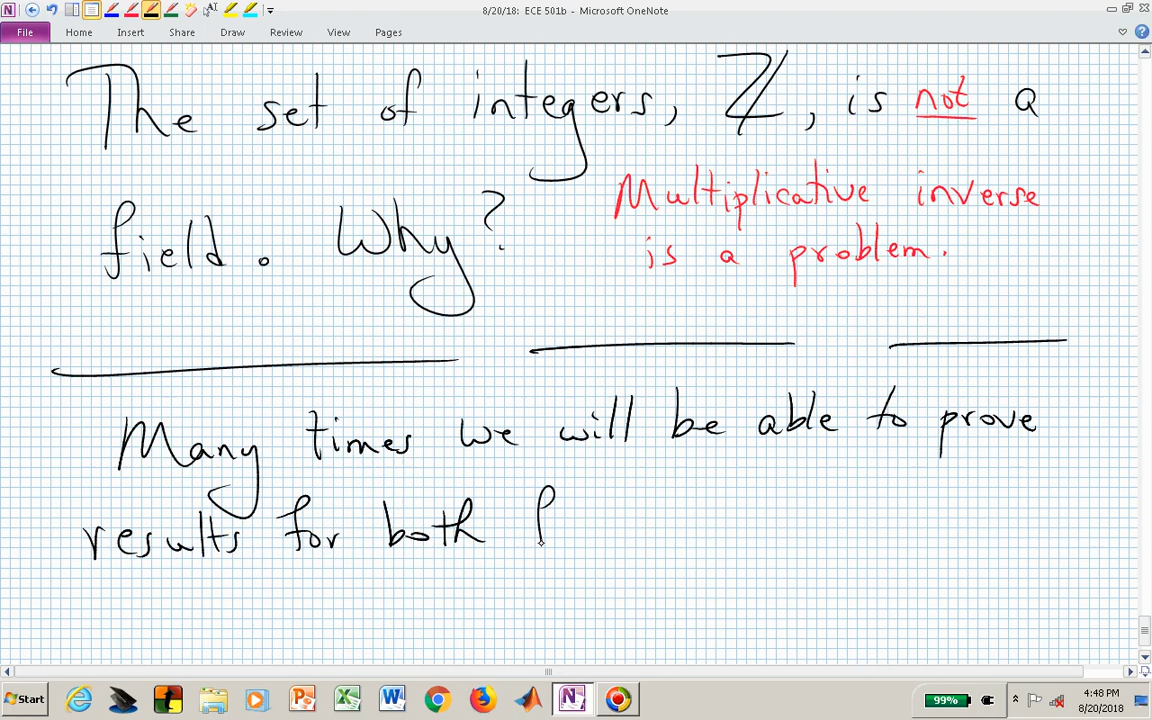 8/20/18: ECE 501b - Microsoft OneNote
File Home Insert Share Draw Review View Pages
The set of integers, ℤ, is not a
field. Why? Multiplicative inverse
is a problem.
Many times we will be able to prove
results for both
Start
99%
4:48 PM
8/20/2018